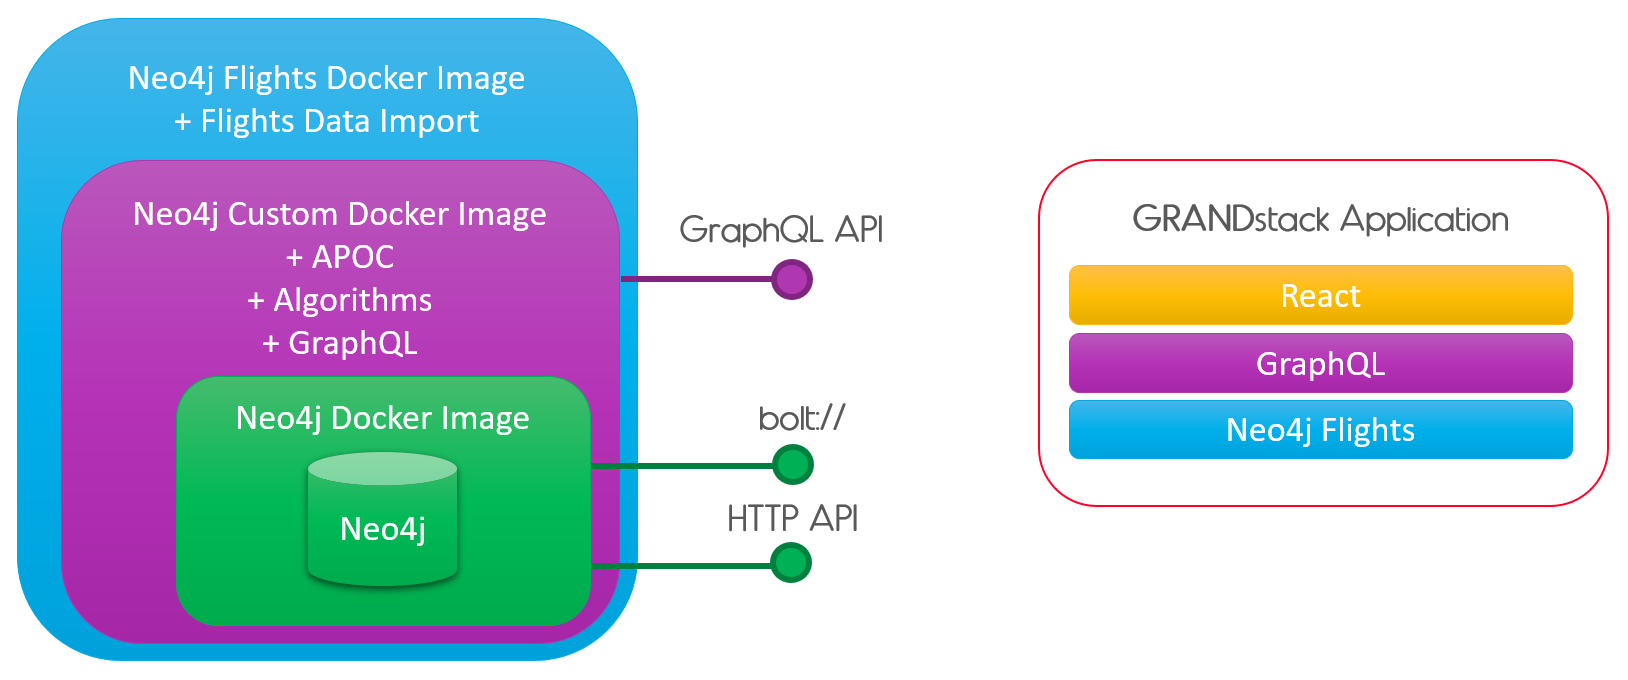 Neo4j Flights Docker Image
+ Flights Data Import
Neo4j Custom Docker Image
+ APOC
+ Algorithms
+ GraphQL
Neo4j Docker Image
Neo4j
GraphQL API
bolt://
HTTP API
GRANDstack Application
React
GraphQL
Neo4j Flights